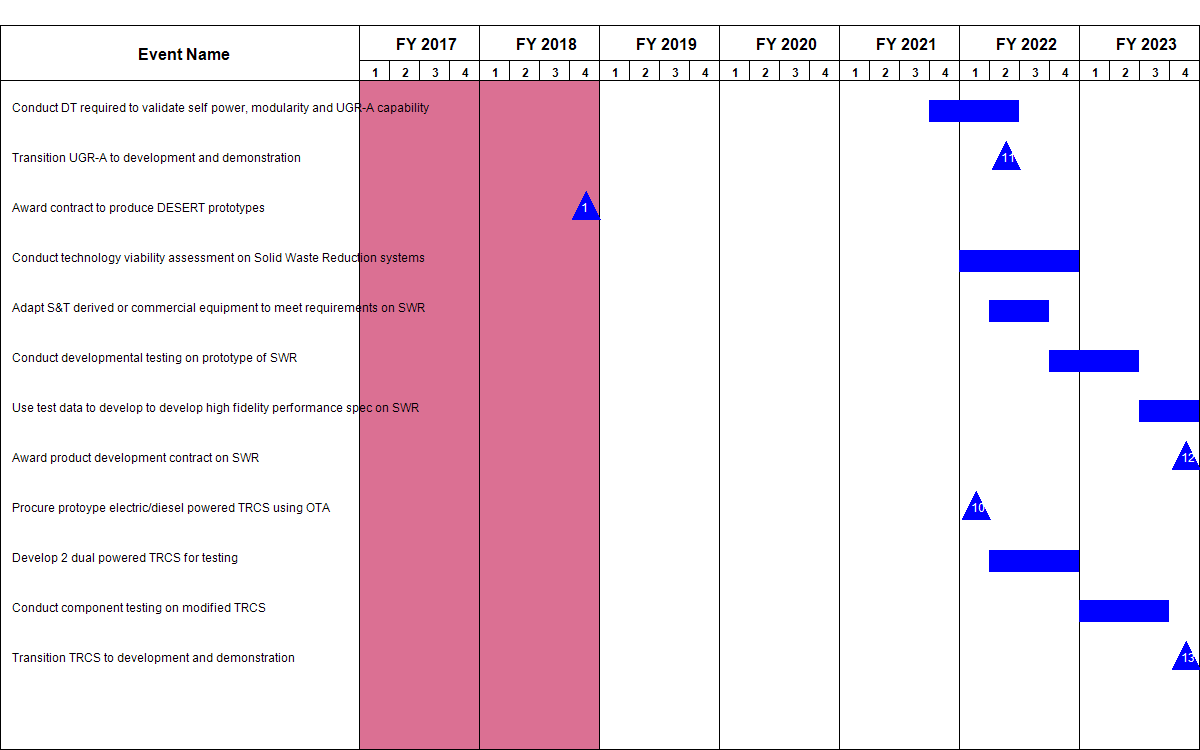 Event Name
FY 2017 FY 2018 FY 2019 FY 2020 FY 2021 FY 2022 FY 2023
1 2 3 4 1 2 3 4 1 2 3 4 1 2 3 4 1 2 3 4 1 2 3 4 1 2 3 4
Conduct DT required to validate self power, modularity and UGR-A capability
Transition UGR-A to development and demonstration 11
Award contract to produce DESERT prototypes 1
Conduct technology viability assessment on Solid Waste Reduction systems
Adapt S&T derived or commercial equipment to meet requirements on SWR
Conduct developmental testing on prototype of SWR
Use test data to develop to develop high fidelity performance spec on SWR
Award product development contract on SWR 12
Procure protoype electric/diesel powered TRCS using OTA 10
Develop 2 dual powered TRCS for testing
Conduct component testing on modified TRCS
Transition TRCS to development and demonstration 13